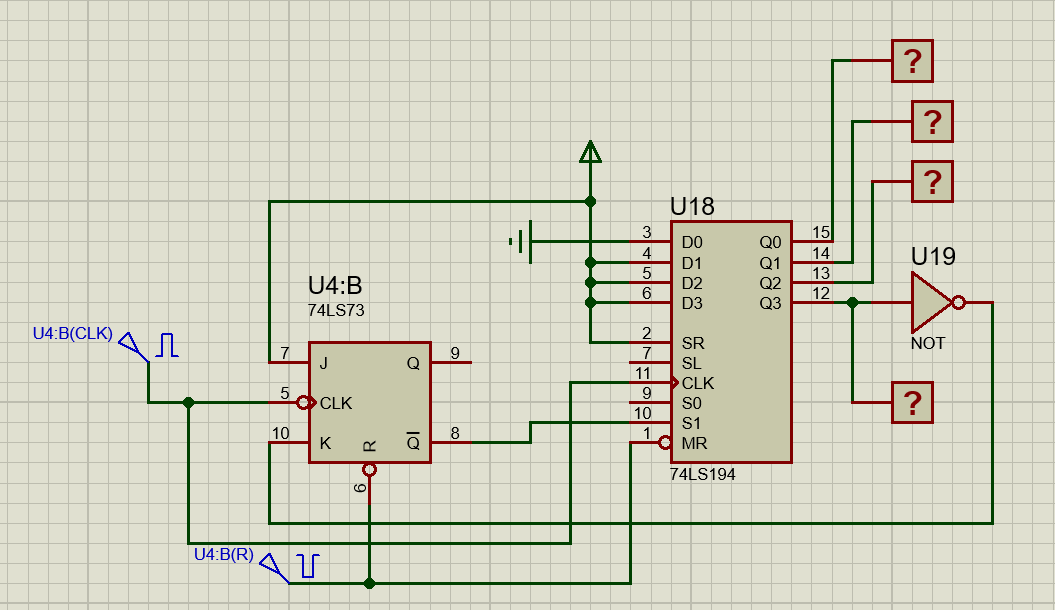 ?
?
?
U18
3 D0 Q0 15
4 D1 Q1 14
5 D2 Q2 13
6 D3 Q3 12
2 SR
7 SL
11 CLK
9 S0
10 S1
1 MR
74LS194
U19
NOT
?
U4:B
74LS73
U4:B(CLK)
7 J Q 9
5 CLK
10 K R Q 8
6
U4:B(R)